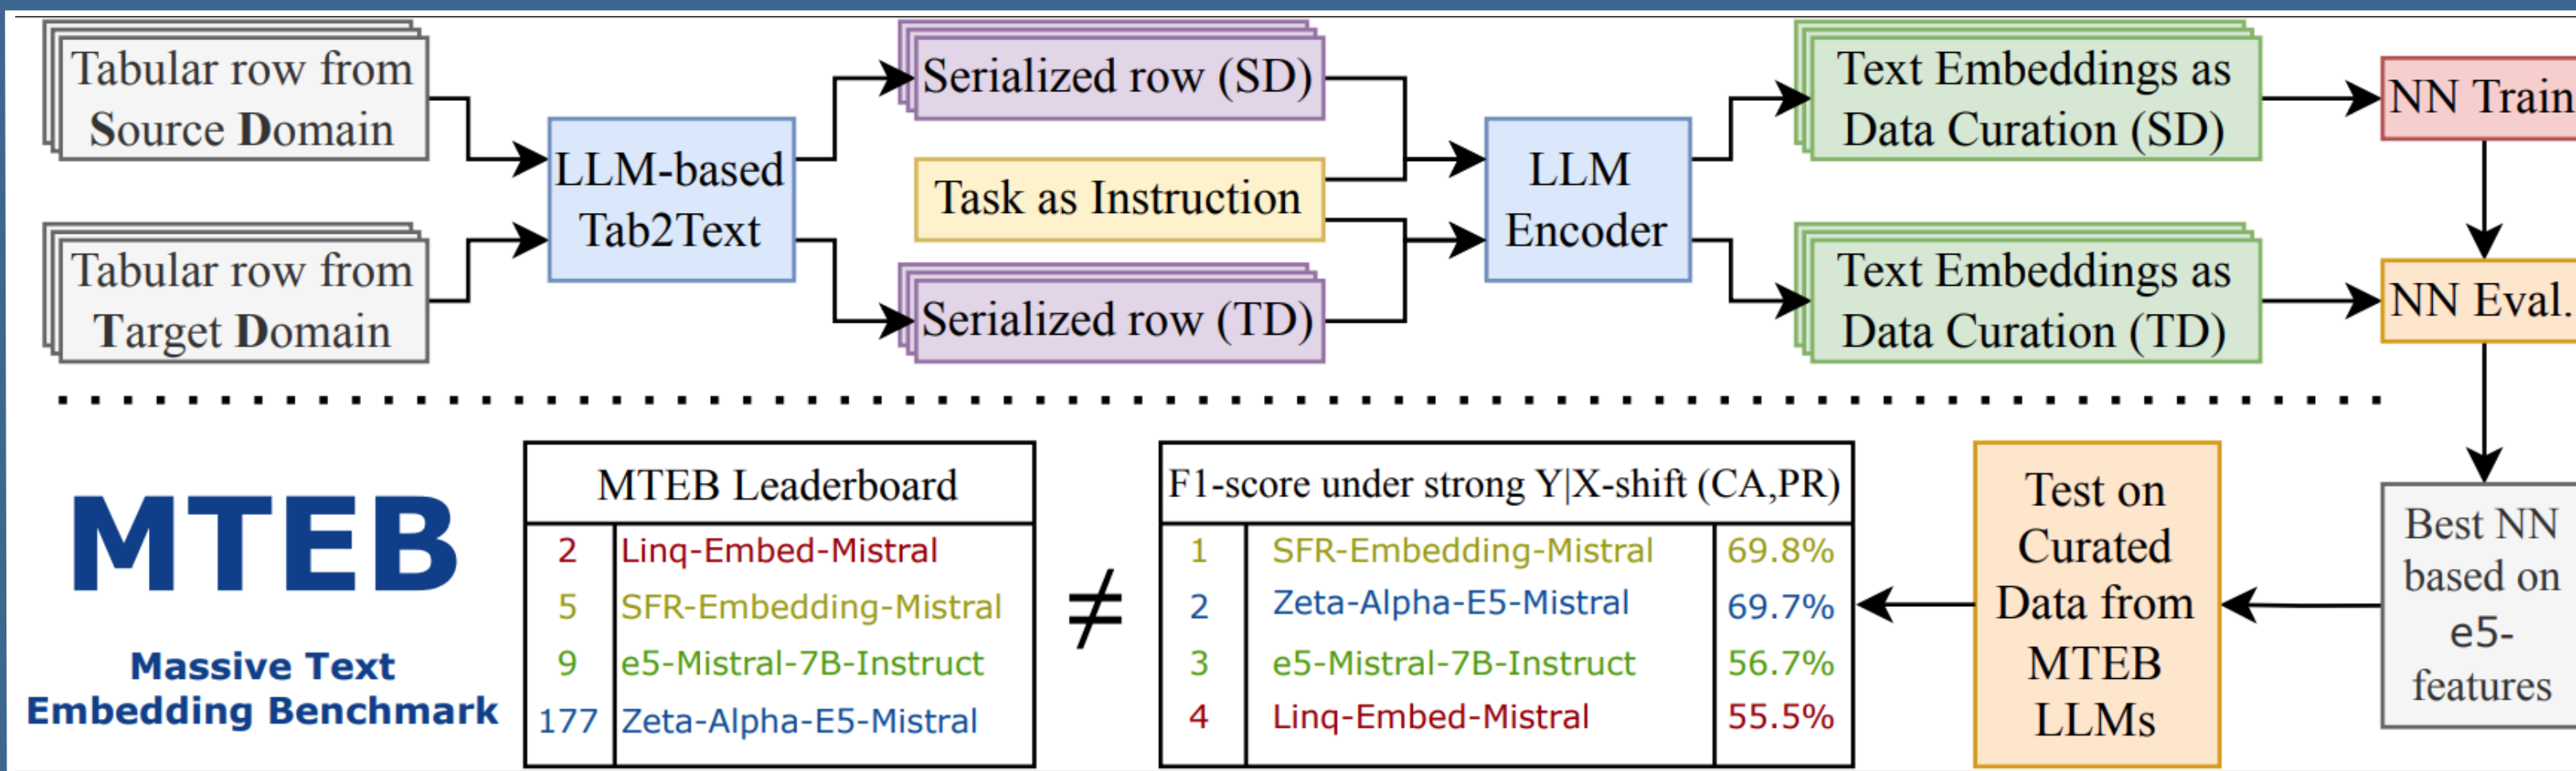 Tabular row from
Source Domain
Tabular row from
Target Domain
LLM-based
Tab2Text
Serialized row (SD)
Task as Instruction
Serialized row (TD)
LLM
Encoder
Text Embeddings as
Data Curation (SD)
Text Embeddings as
Data Curation (TD)
NN Train
NN Eval.
MTEB
Massive Text
Embedding Benchmark
MTEB Leaderboard
2 Linq-Embed-Mistral
5 SFR-Embedding-Mistral
9 e5-Mistral-7B-Instruct
177 Zeta-Alpha-E5-Mistral
≠
F1-score under strong Y|X-shift (CA,PR)
1 SFR-Embedding-Mistral 69.8%
2 Zeta-Alpha-E5-Mistral 69.7%
3 e5-Mistral-7B-Instruct 56.7%
4 Linq-Embed-Mistral 55.5%
Test on
Curated
Data from
MTEB
LLMs
Best NN
based on
e5-
features